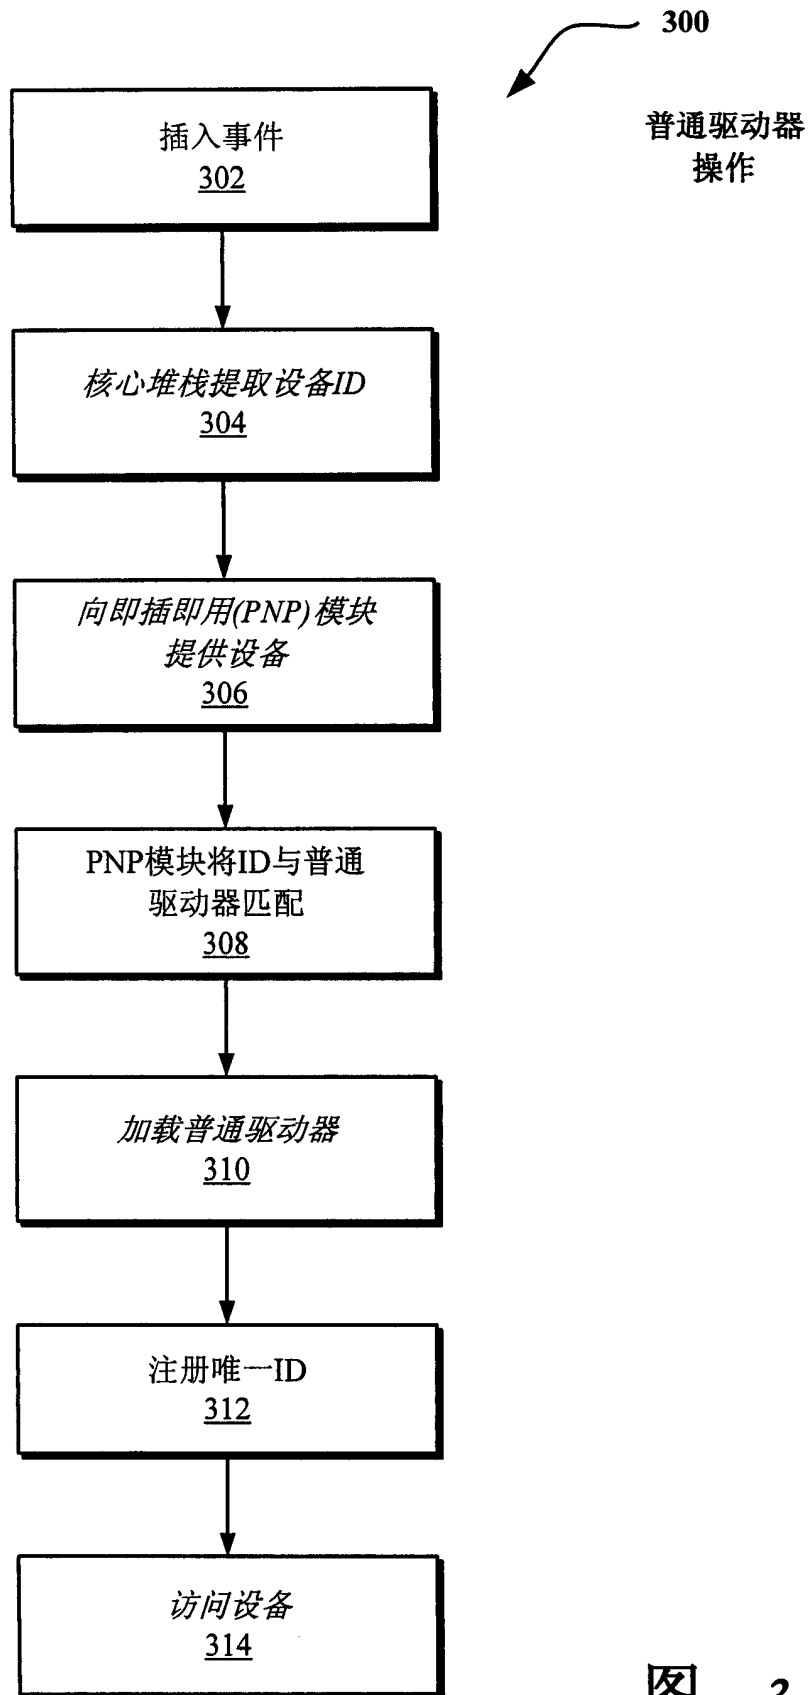 300
普通驱动器
操作
插入事件
302
核心堆栈提取设备ID
304
向即插即用(PNP)模块
提供设备
306
PNP模块将ID与普通
驱动器匹配
308
加载普通驱动器
310
注册唯一ID
312
访问设备
314
图